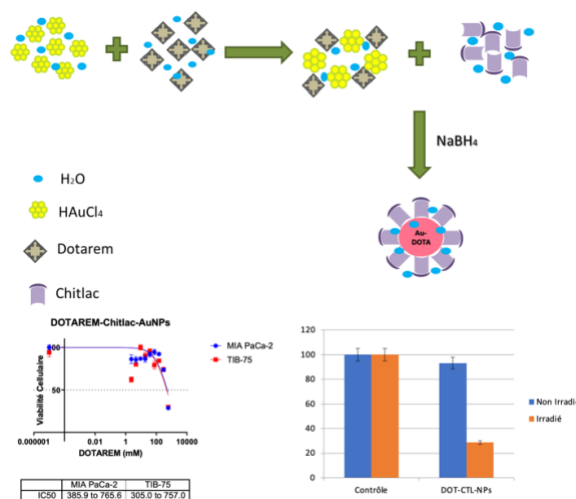 NaBH₄
H₂O
HAuCl₄
Dotarem
Chitlac
Au-
DOTA
DOTAREM-Chitlac-AuNPs
MIA PaCa-2
TIB-75
100
50
Viabilité Cellulaire
0.000001 0.01 100
DOTAREM (mM)
MIA PaCa-2 TIB-75
IC50 385.9 to 765.6 305.0 to 757.0
120
100
80
60
40
20
0
Contrôle DOT-CTL-NPs
Non Irradié
Irradié